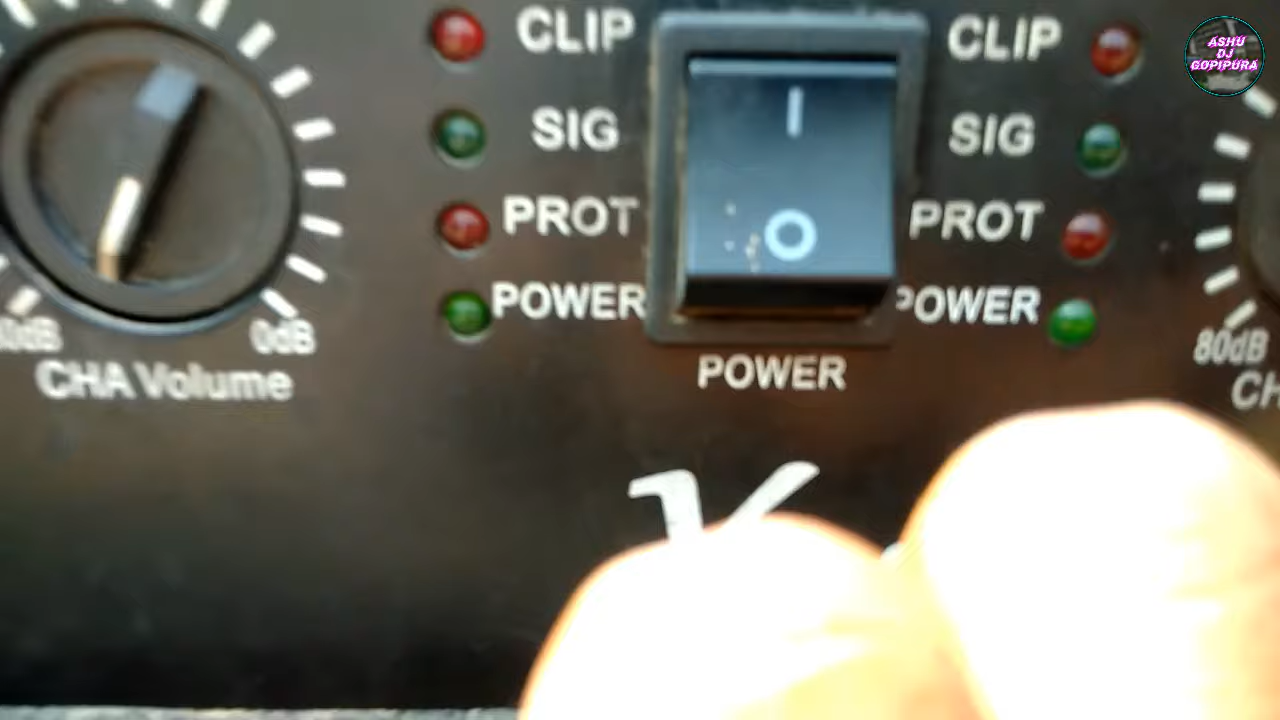 CLIP
SIG
PROT
POWER
0dB
CHA Volume
POWER
CLIP
SIG
PROT
POWER
80dB
ASHU
DJ
GOPIPURA